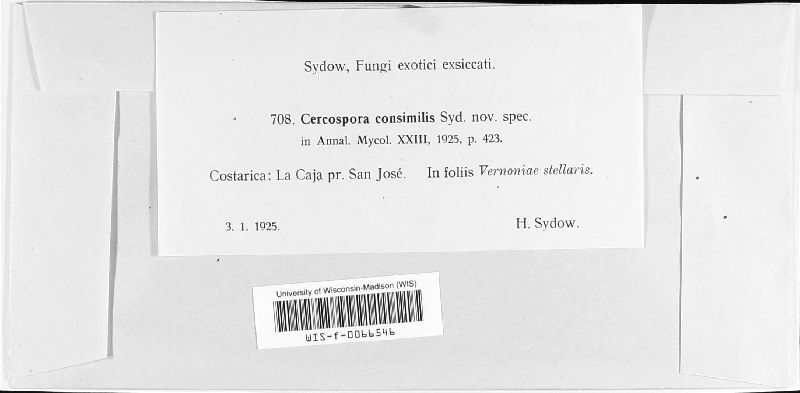 Sydow, Fungi exotici exsiccati.
708. Cercospora consimilis Syd. nov. spec.
in Annal. Mycol. XXIII, 1925, p. 423.
Costarica: La Caja pr. San José. In foliis Vernoniae stellaris.
3. 1. 1925. H. Sydow.
University of Wisconsin-Madison (WIS)
WIS-f-0066546